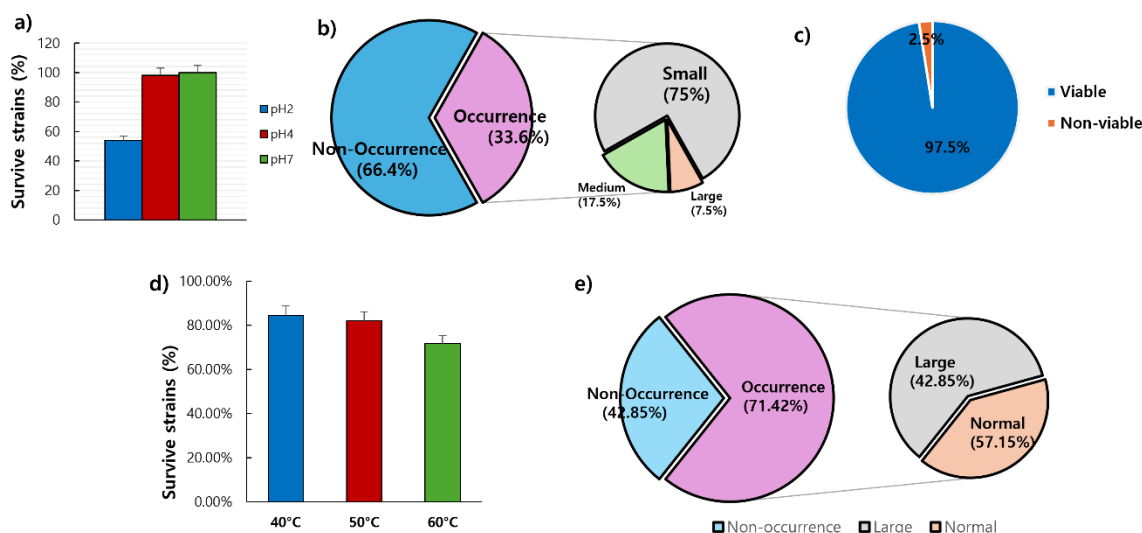 a)
120
100
80
60
40
20
0
Survive strains (%)
pH2
pH4
pH7
b)
Non-Occurrence
(66.4%)
Occurrence
(33.6%)
Small
(75%)
Medium
(17.5%)
Large
(7.5%)
c)
2.5%
97.5%
Viable
Non-viable
d)
100.00%
80.00%
60.00%
40.00%
20.00%
0.00%
Survive strains (%)
40°C
50°C
60°C
e)
Non-Occurrence
(42.85%)
Occurrence
(71.42%)
Large
(42.85%)
Normal
(57.15%)
Non-occurrence
Large
Normal